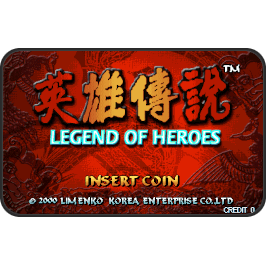 英雄傳說™
LEGEND OF HEROES
INSERT COIN
© 2000 LIMENKO KOREA ENTERPRISE CO.,LTD
CREDIT 0